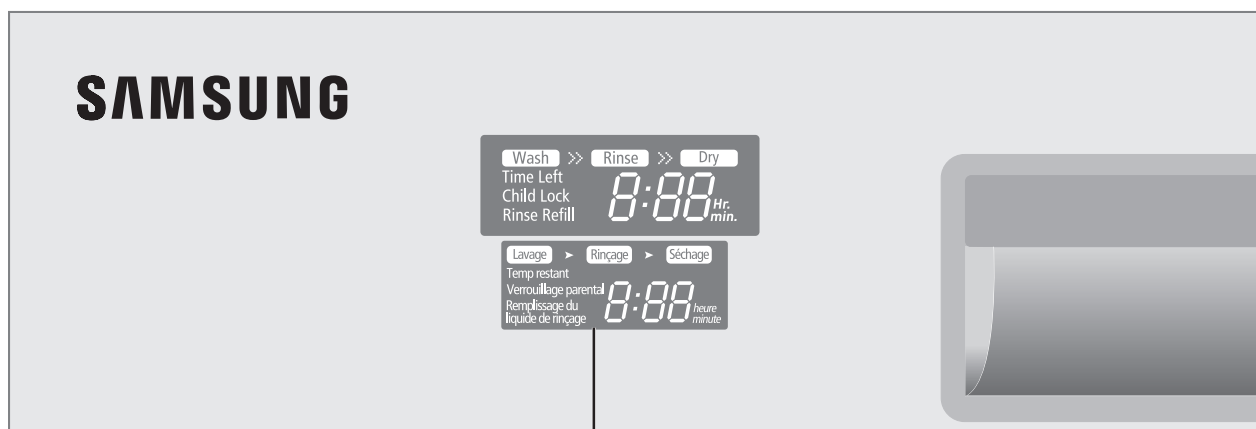 SAMSUNG
Wash >> Rinse >> Dry
Time Left
Child Lock
Rinse Refill
8:88 Hr. min.
Lavage ➤ Rinçage ➤ Séchage
Temp restant
Verrouillage parental
Remplissage du
liquide de rinçage
8:88 heure minute